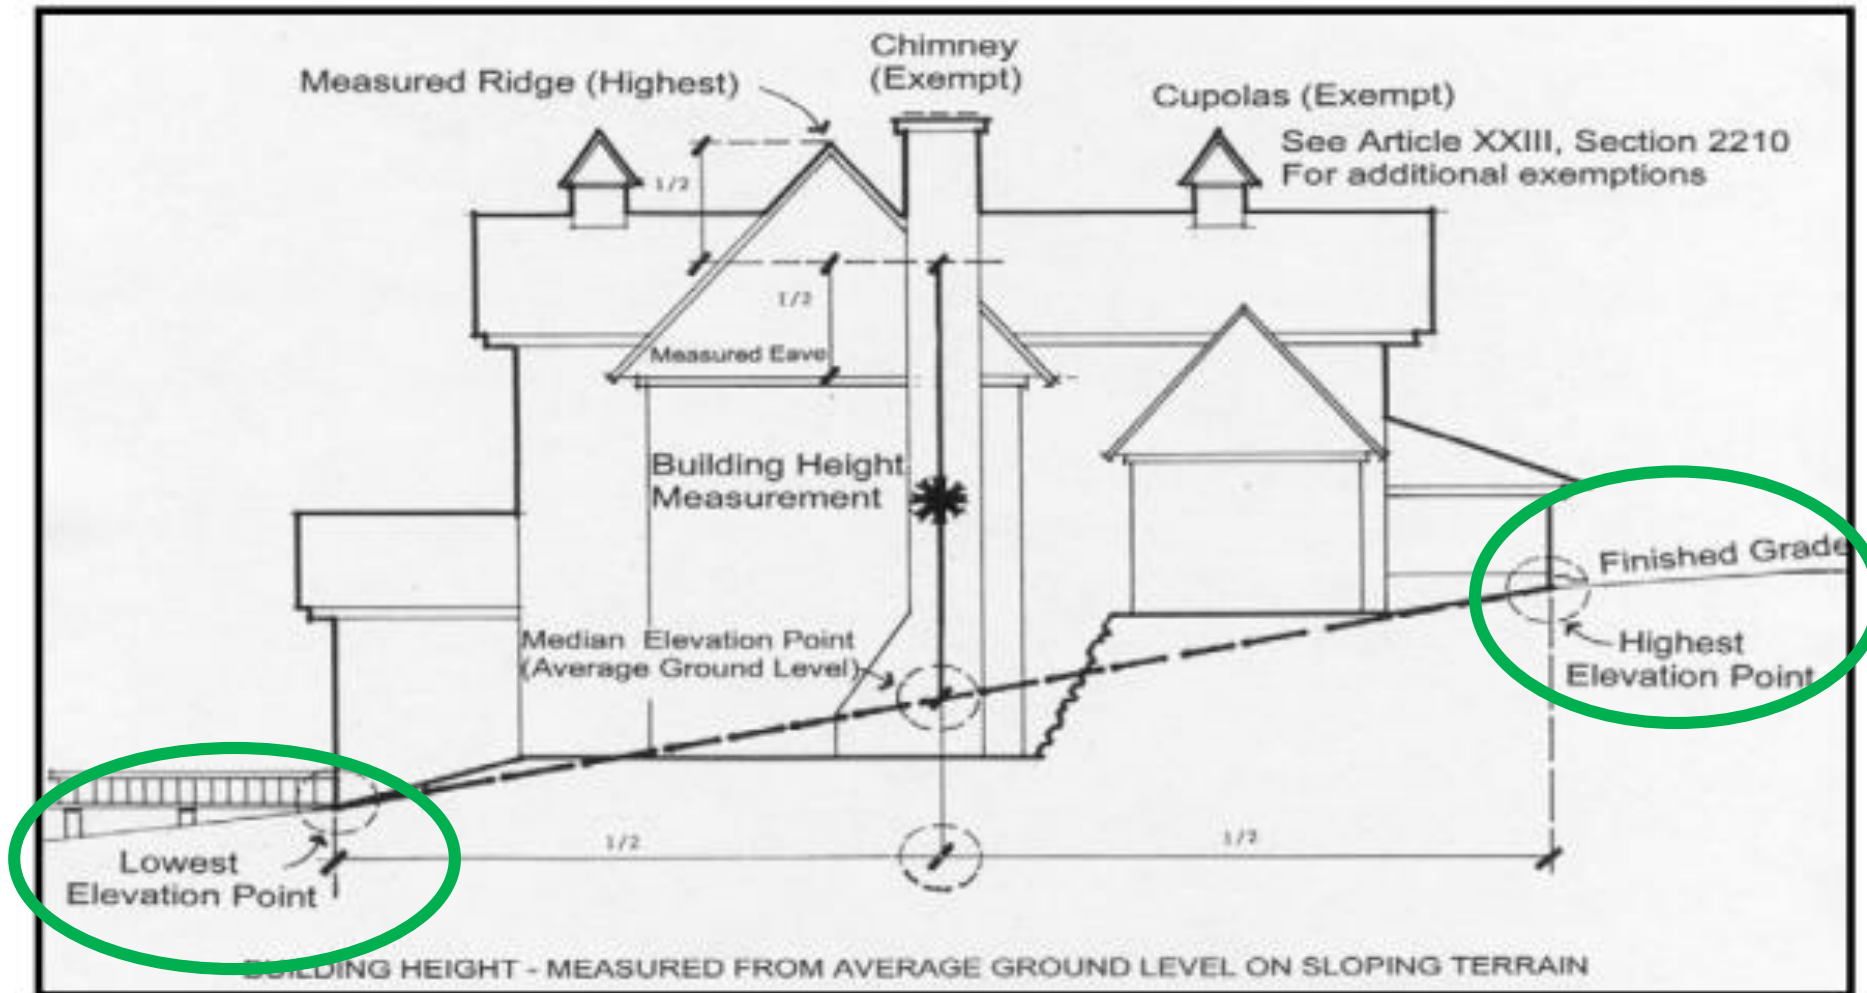 Chimney
(Exempt)
Measured Ridge (Highest)
Cupolas (Exempt)
See Article XXIII, Section 2210
For additional exemptions
1/2
1/2
Measured Eave
Building Height
Measurement
Finished Grade
Median Elevation Point
(Average Ground Level)
Highest
Elevation Point
1/2
1/2
Lowest
Elevation Point
BUILDING HEIGHT - MEASURED FROM AVERAGE GROUND LEVEL ON SLOPING TERRAIN